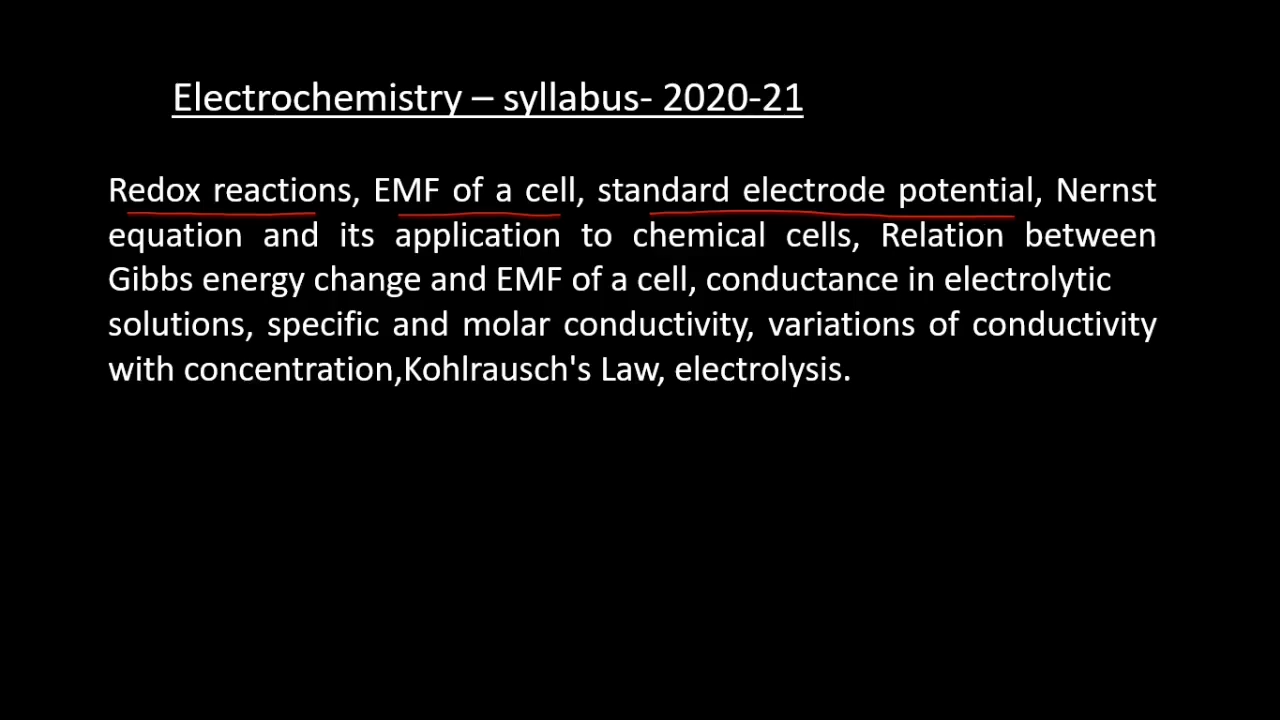 Electrochemistry – syllabus- 2020-21
Redox reactions, EMF of a cell, standard electrode potential, Nernst
equation and its application to chemical cells, Relation between
Gibbs energy change and EMF of a cell, conductance in electrolytic
solutions, specific and molar conductivity, variations of conductivity
with concentration,Kohlrausch's Law, electrolysis.